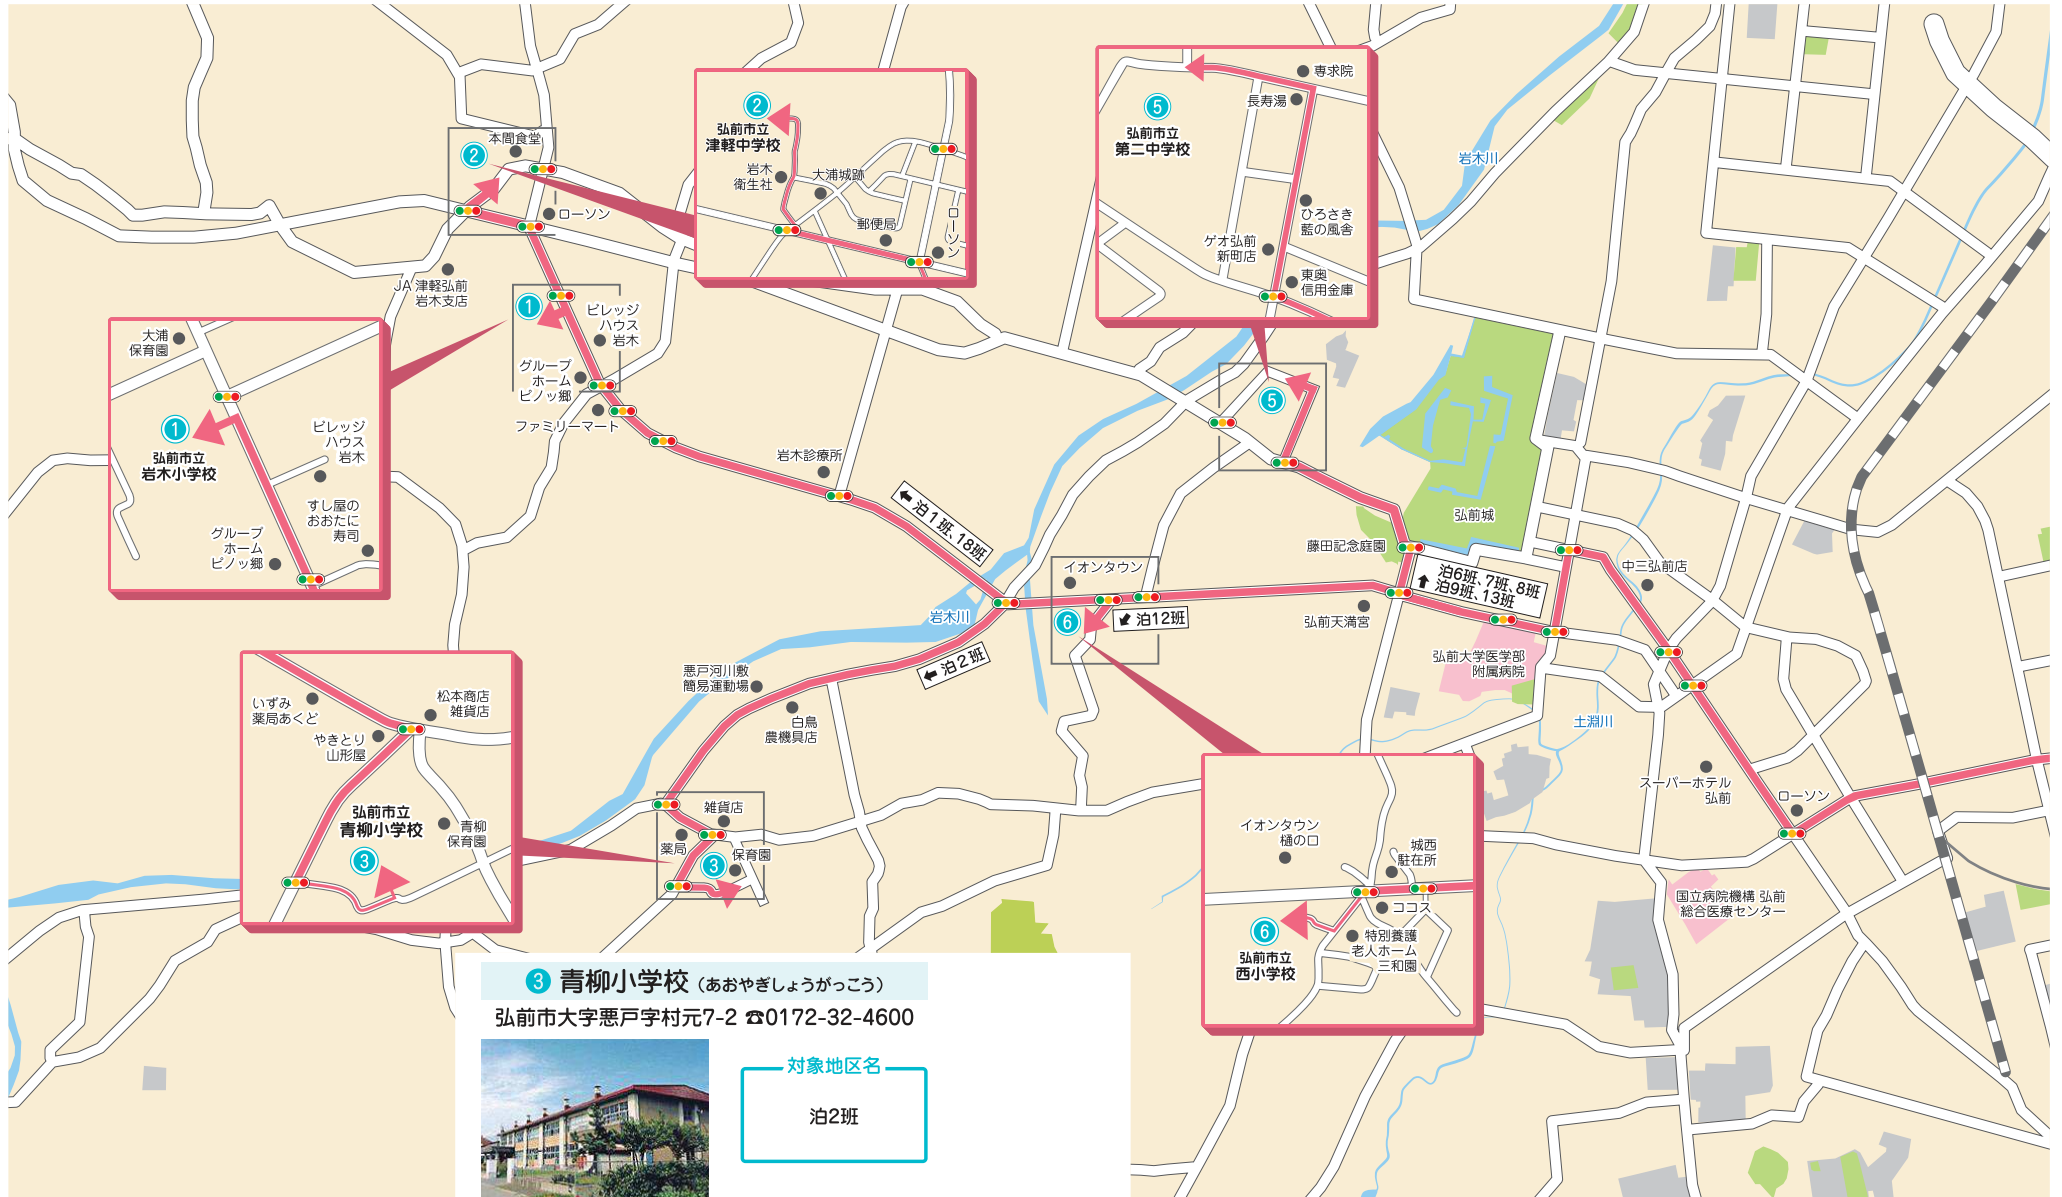 本間食堂
2
ローソン
JA 津軽弘前
岩木支店
1
ビレッジ
ハウス
岩木
グループ
ホーム
ピノッ郷
ファミリーマート
2
弘前市立
津軽中学校
岩木
衛生社
大浦城跡
郵便局
ローソン
5
弘前市立
第二中学校
専求院
長寿湯
ひろさき
藍の風舎
ゲオ弘前
新町店
東奥
信用金庫
岩木川
大浦
保育園
1
弘前市立
岩木小学校
ビレッジ
ハウス
岩木
すし屋の
おおたに
寿司
グループ
ホーム
ピノッ郷
岩木診療所
←泊1班、18班
5
弘前城
藤田記念庭園
↑泊6班、7班、8班
泊9班、13班
中三弘前店
イオンタウン
6
↙泊12班
弘前天満宮
岩木川
←泊2班
弘前大学医学部
附属病院
土淵川
悪戸河川敷
簡易運動場
白鳥
農機具店
いずみ
薬局あくど
松本商店
雑貨店
やきとり
山形屋
弘前市立
青柳小学校
3
青柳
保育園
雑貨店
薬局
3
保育園
スーパーホテル
弘前
ローソン
イオンタウン
樋の口
城西
駐在所
ココス
6
弘前市立
西小学校
特別養護
老人ホーム
三和園
国立病院機構 弘前
総合医療センター
3 青柳小学校（あおやぎしょうがっこう）
弘前市大字悪戸字村元7-2 ☎0172-32-4600
対象地区名
泊2班